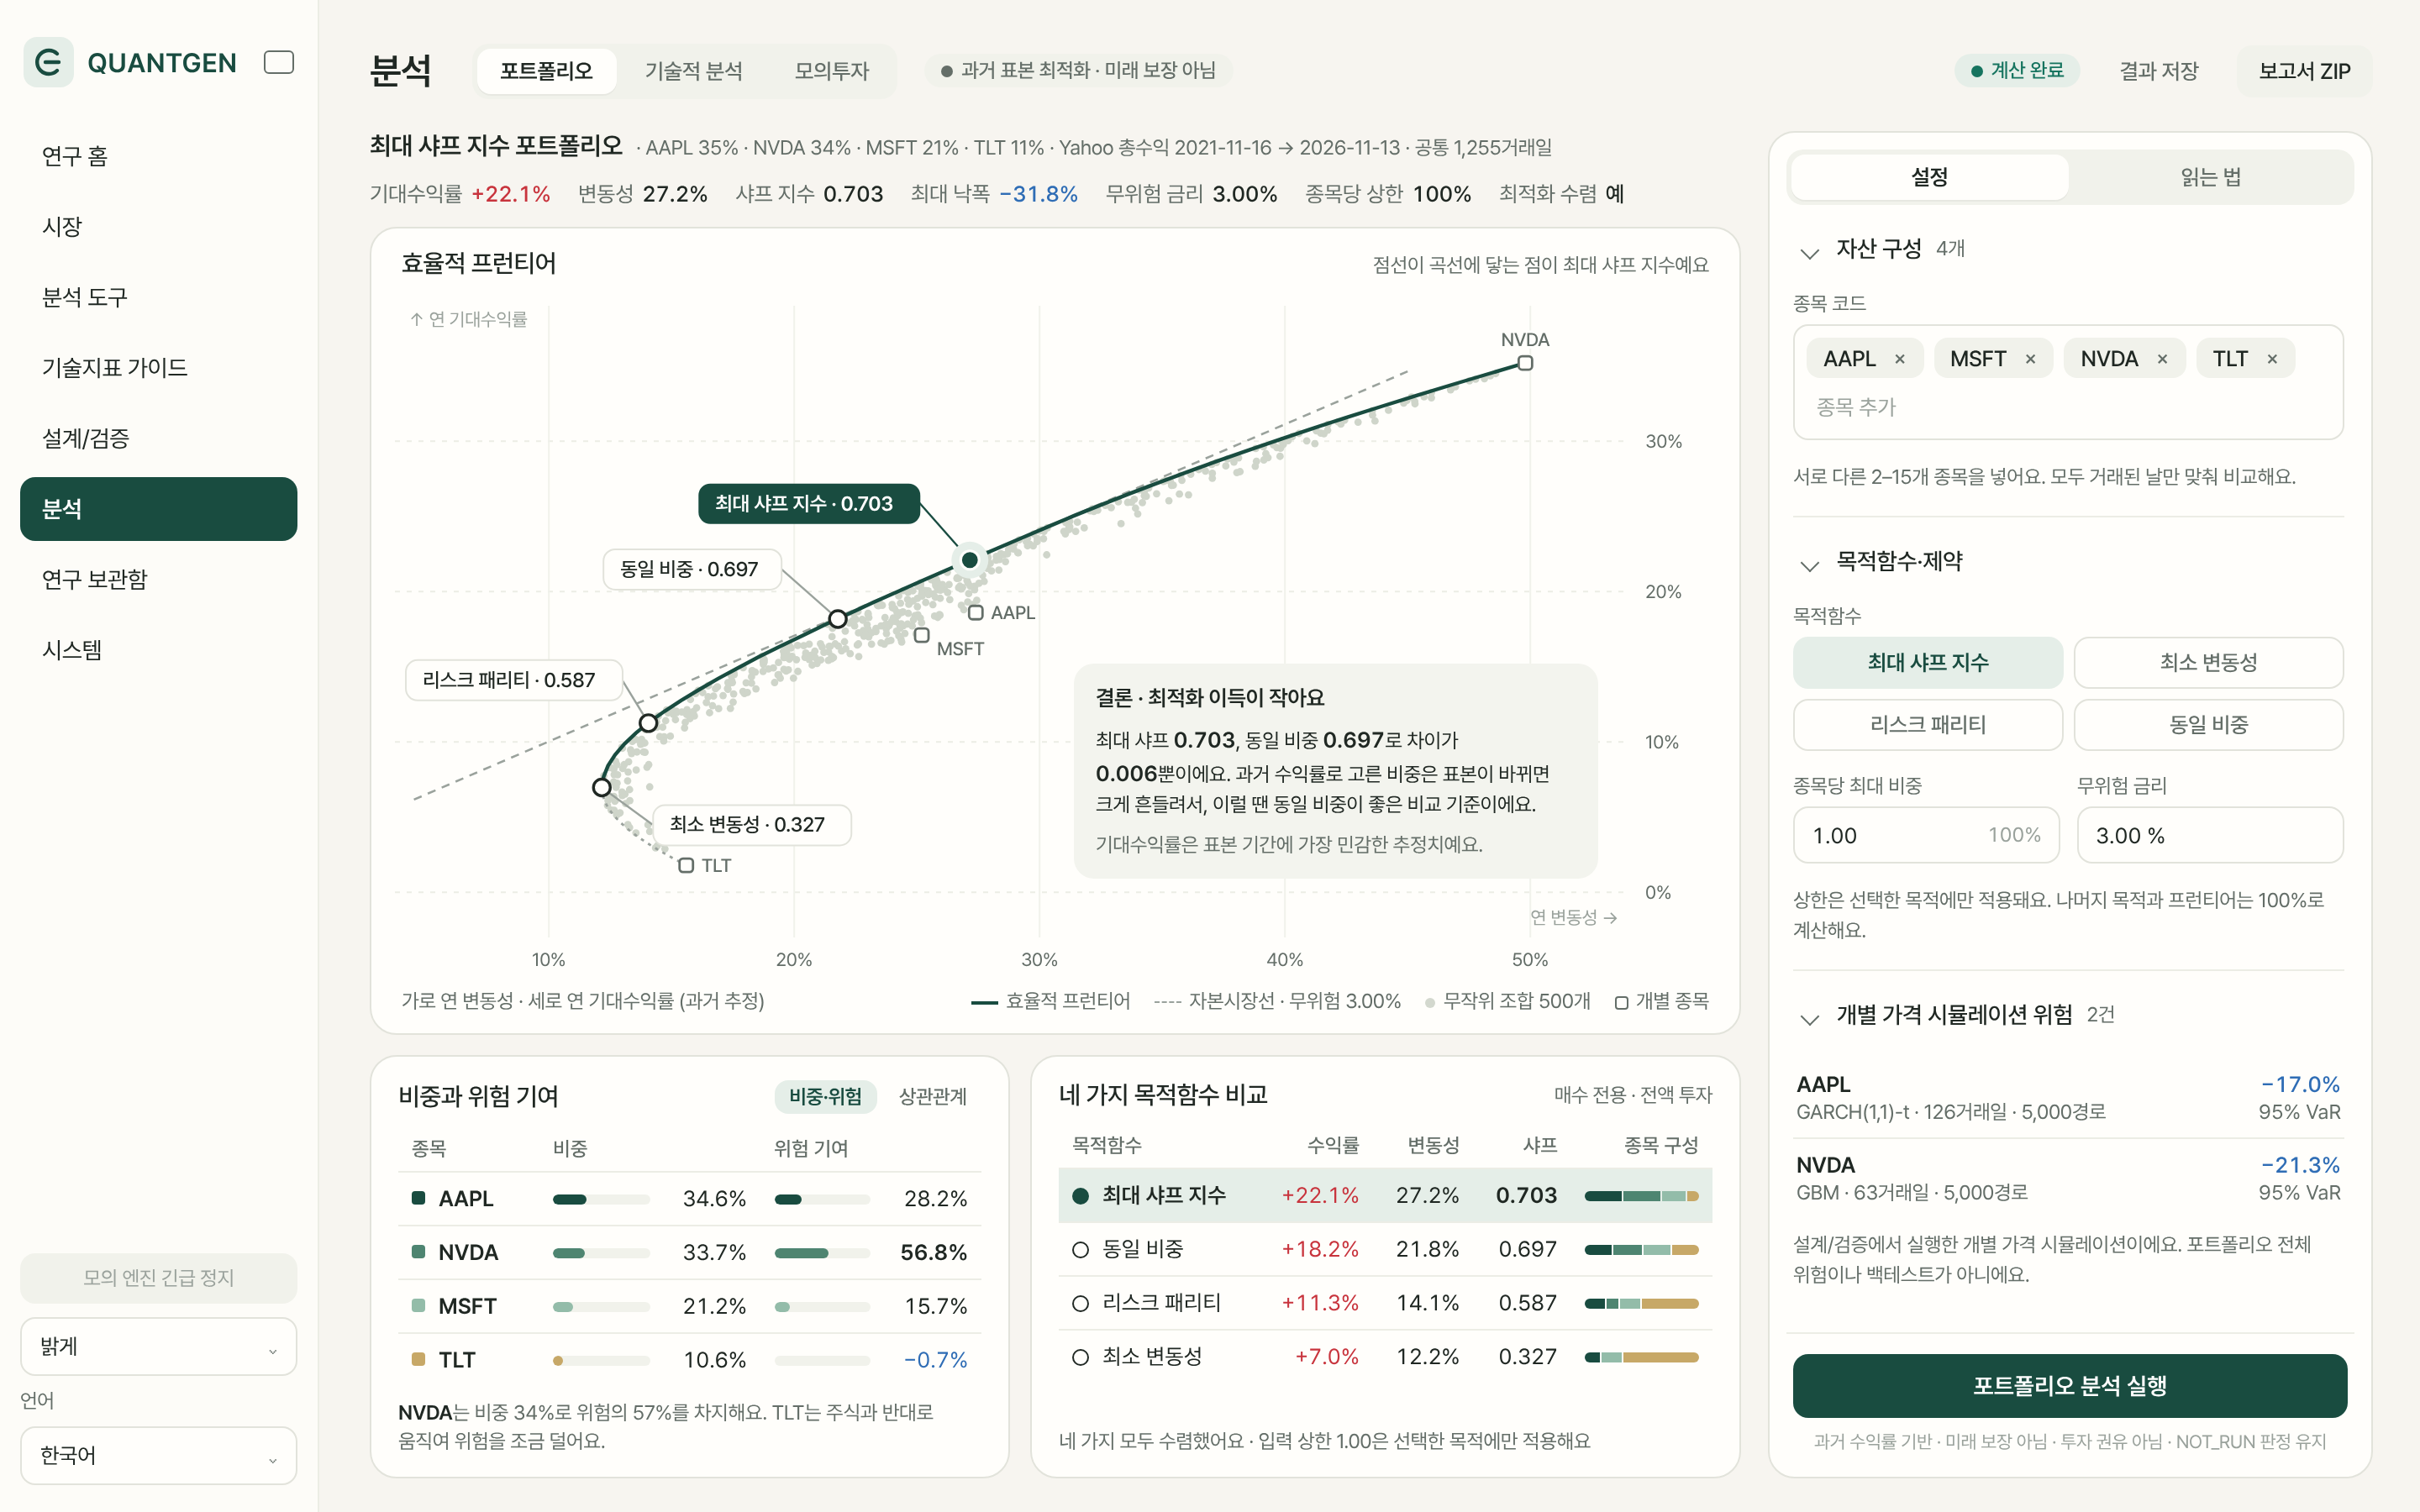 QUANTGEN
연구 홈
시장
분석 도구
기술지표 가이드
설계/검증
분석
연구 보관함
시스템
모의 엔진 긴급 정지
밝게
언어
한국어
분석
포트폴리오
기술적 분석
모의투자
과거 표본 최적화 · 미래 보장 아님
계산 완료
결과 저장
보고서 ZIP
최대 샤프 지수 포트폴리오 · AAPL 35% · NVDA 34% · MSFT 21% · TLT 11% · Yahoo 총수익 2021-11-16 → 2026-11-13 · 공통 1,255거래일
기대수익률 +22.1% 변동성 27.2% 샤프 지수 0.703 최대 낙폭 −31.8% 무위험 금리 3.00% 종목당 상한 100% 최적화 수렴 예
효율적 프런티어
점선이 곡선에 닿는 점이 최대 샤프 지수예요
↑ 연 기대수익률
NVDA
30%
최대 샤프 지수 · 0.703
동일 비중 · 0.697
20%
AAPL
MSFT
리스크 패리티 · 0.587
결론 · 최적화 이득이 작아요
최대 샤프 0.703, 동일 비중 0.697로 차이가
0.006뿐이에요. 과거 수익률로 고른 비중은 표본이 바뀌면
크게 흔들려서, 이럴 땐 동일 비중이 좋은 비교 기준이에요.
기대수익률은 표본 기간에 가장 민감한 추정치예요.
10%
최소 변동성 · 0.327
TLT
0%
연 변동성 →
10% 20% 30% 40% 50%
가로 연 변동성 · 세로 연 기대수익률 (과거 추정)
효율적 프런티어 자본시장선 · 무위험 3.00% 무작위 조합 500개 개별 종목
비중과 위험 기여
비중·위험 상관관계
종목 비중 위험 기여
AAPL 34.6% 28.2%
NVDA 33.7% 56.8%
MSFT 21.2% 15.7%
TLT 10.6% −0.7%
NVDA는 비중 34%로 위험의 57%를 차지해요. TLT는 주식과 반대로
움직여 위험을 조금 덜어요.
네 가지 목적함수 비교
매수 전용 · 전액 투자
목적함수 수익률 변동성 샤프 종목 구성
최대 샤프 지수 +22.1% 27.2% 0.703
동일 비중 +18.2% 21.8% 0.697
리스크 패리티 +11.3% 14.1% 0.587
최소 변동성 +7.0% 12.2% 0.327
네 가지 모두 수렴했어요 · 입력 상한 1.00은 선택한 목적에만 적용해요
설정 읽는 법
자산 구성 4개
종목 코드
AAPL × MSFT × NVDA × TLT ×
종목 추가
서로 다른 2–15개 종목을 넣어요. 모두 거래된 날만 맞춰 비교해요.
목적함수·제약
목적함수
최대 샤프 지수 최소 변동성
리스크 패리티 동일 비중
종목당 최대 비중 무위험 금리
1.00 100% 3.00 %
상한은 선택한 목적에만 적용돼요. 나머지 목적과 프런티어는 100%로
계산해요.
개별 가격 시뮬레이션 위험 2건
AAPL −17.0%
GARCH(1,1)-t · 126거래일 · 5,000경로 95% VaR
NVDA −21.3%
GBM · 63거래일 · 5,000경로 95% VaR
설계/검증에서 실행한 개별 가격 시뮬레이션이에요. 포트폴리오 전체
위험이나 백테스트가 아니에요.
포트폴리오 분석 실행
과거 수익률 기반 · 미래 보장 아님 · 투자 권유 아님 · NOT_RUN 판정 유지